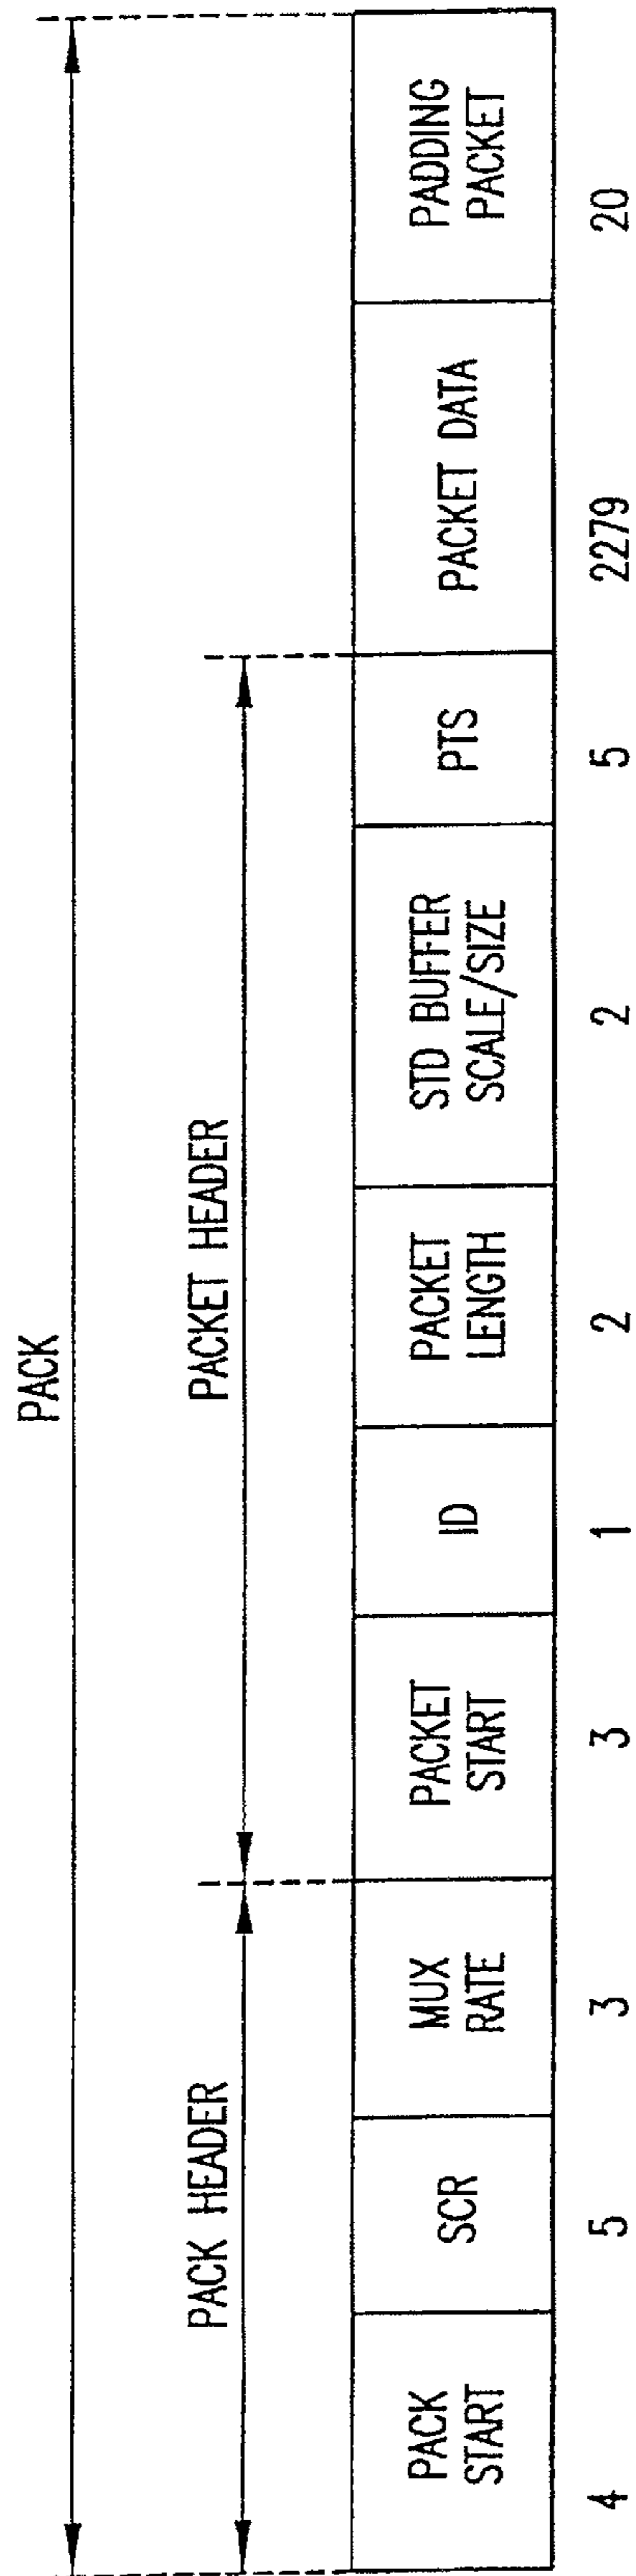 PACK
PACK HEADER
PACKET HEADER
PACK
START
SCR
MUX
RATE
PACKET
START
ID
PACKET
LENGTH
STD BUFFER
SCALE/SIZE
PTS
PACKET DATA
PADDING
PACKET
4
5
3
3
1
2
2
5
2279
20